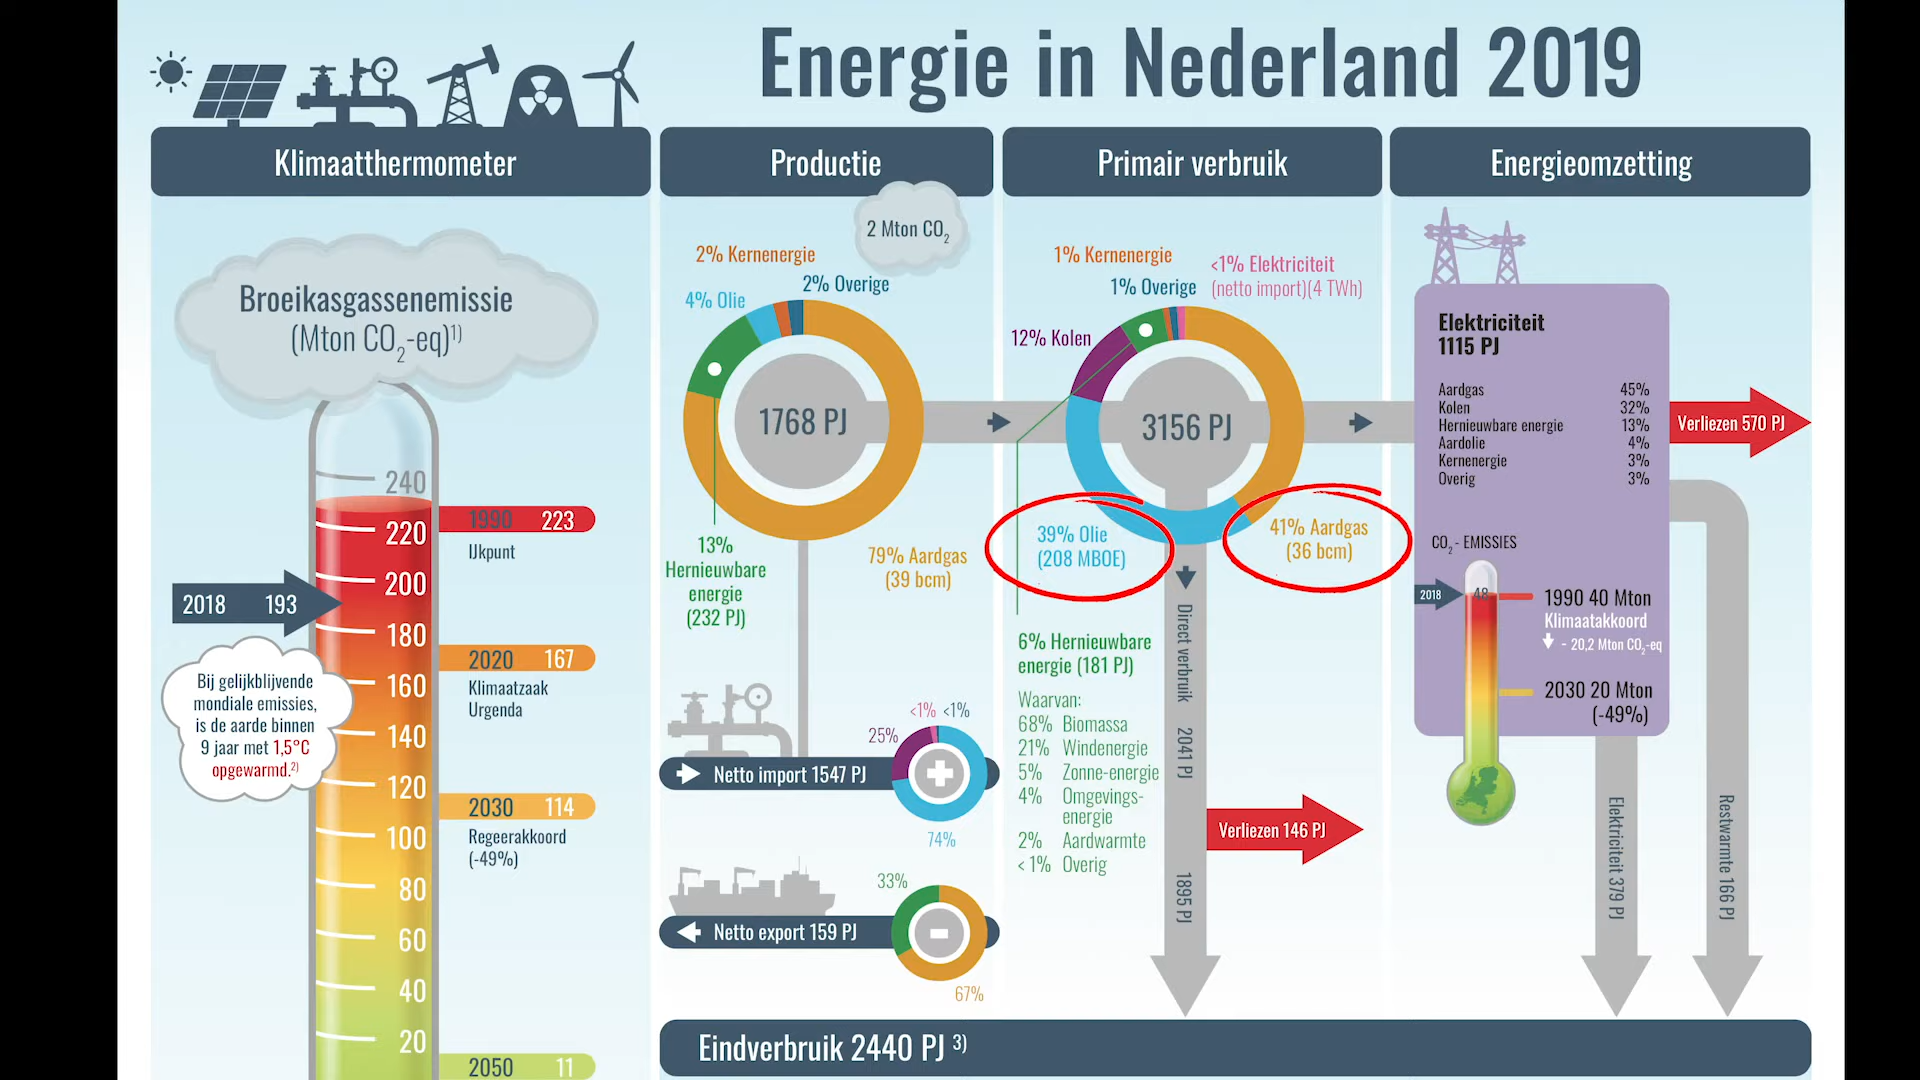 Energie in Nederland 2019
Klimaatthermometer
Broeikasgassenemissie
(Mton CO2-eq)1)
240
220
200
180
160
140
120
100
80
60
40
20
1990 223
IJkpunt
2018 193
2020 167
Klimaatzaak
Urgenda
Bij gelijkblijvende
mondiale emissies,
is de aarde binnen
9 jaar met 1,5°C
opgewarmd.2)
2030 114
Regeerakkoord
(-49%)
2050 11
Productie
2 Mton CO2
2% Kernenergie
2% Overige
4% Olie
1768 PJ
13%
Hernieuwbare
energie
(232 PJ)
79% Aardgas
(39 bcm)
<1% <1%
25%
Netto import 1547 PJ
74%
33%
Netto export 159 PJ
67%
Primair verbruik
1% Kernenergie
<1% Elektriciteit
(netto import)(4 TWh)
1% Overige
12% Kolen
3156 PJ
39% Olie
(208 MBOE)
41% Aardgas
(36 bcm)
6% Hernieuwbare
energie (181 PJ)
Waarvan:
68% Biomassa
21% Windenergie
5% Zonne-energie
4% Omgevings-
energie
2% Aardwarmte
< 1% Overig
Direct verbruik 2041 PJ
Verliezen 146 PJ
1895 PJ
Energieomzetting
Elektriciteit
1115 PJ
Aardgas 45%
Kolen 32%
Hernieuwbare energie 13%
Aardolie 4%
Kernenergie 3%
Overig 3%
Verliezen 570 PJ
CO2 - EMISSIES
2018 48
1990 40 Mton
Klimaatakkoord
- 20,2 Mton CO2-eq
2030 20 Mton
(-49%)
Elektriciteit 379 PJ
Restwarmte 166 PJ
Eindverbruik 2440 PJ 3)